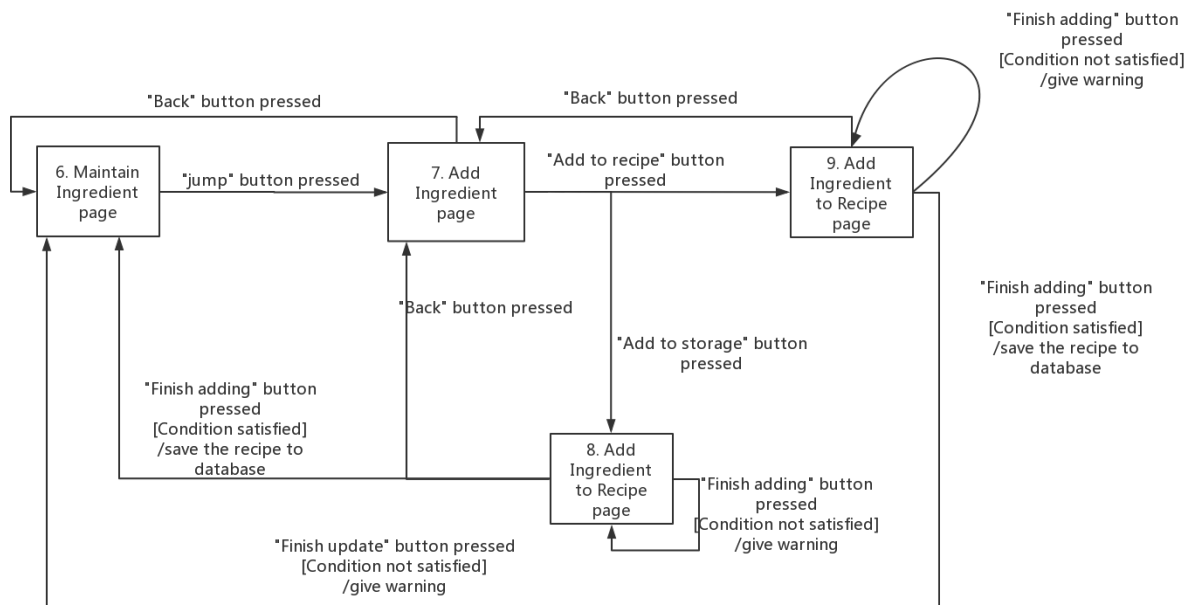 "Finish adding" button
pressed
[Condition not satisfied]
/give warning
"Back" button pressed
"Back" button pressed
6. Maintain
Ingredient
page
"jump" button pressed
7. Add
Ingredient
page
"Add to recipe" button
pressed
9. Add
Ingredient
to Recipe
page
"Back" button pressed
"Finish adding" button
pressed
[Condition satisfied]
/save the recipe to
database
"Add to storage" button
pressed
"Finish adding" button
pressed
[Condition satisfied]
/save the recipe to
database
8. Add
Ingredient
to Recipe
page
"Finish adding" button
pressed
[Condition not satisfied]
/give warning
"Finish update" button pressed
[Condition not satisfied]
/give warning